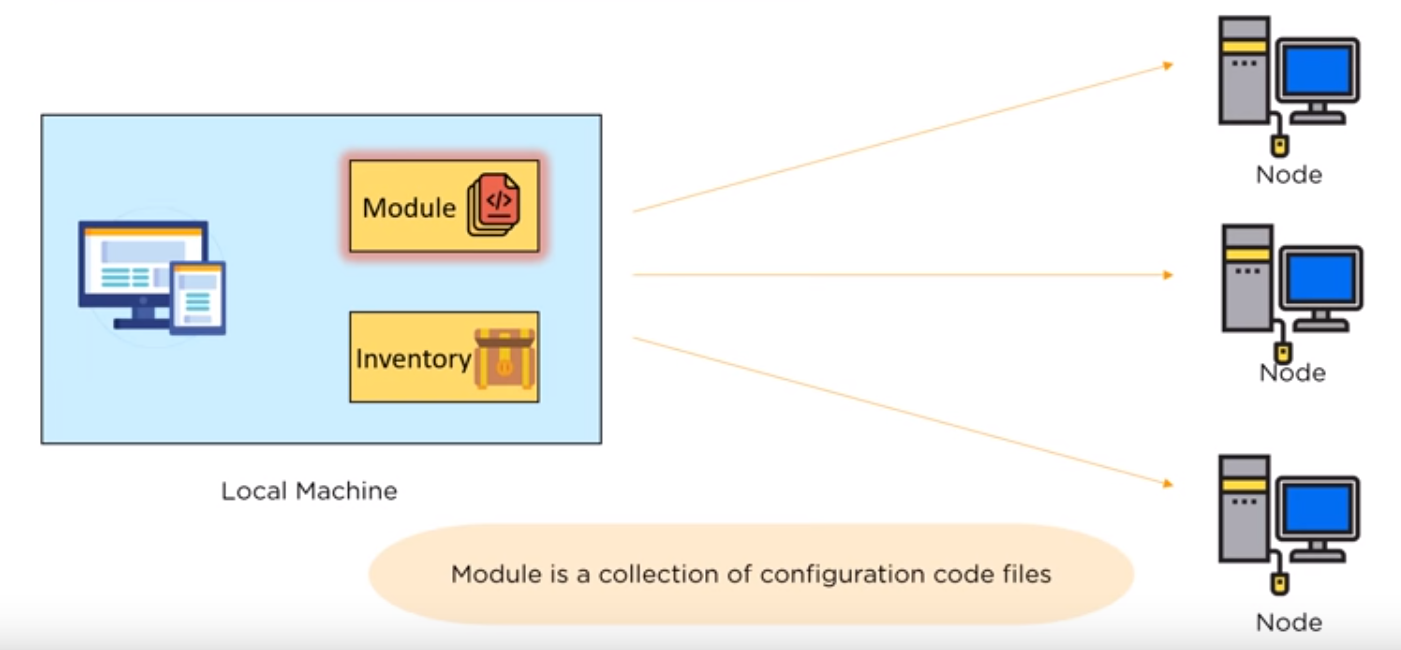 Module
Inventory
Local Machine
Node
Node
Node
Module is a collection of configuration code files